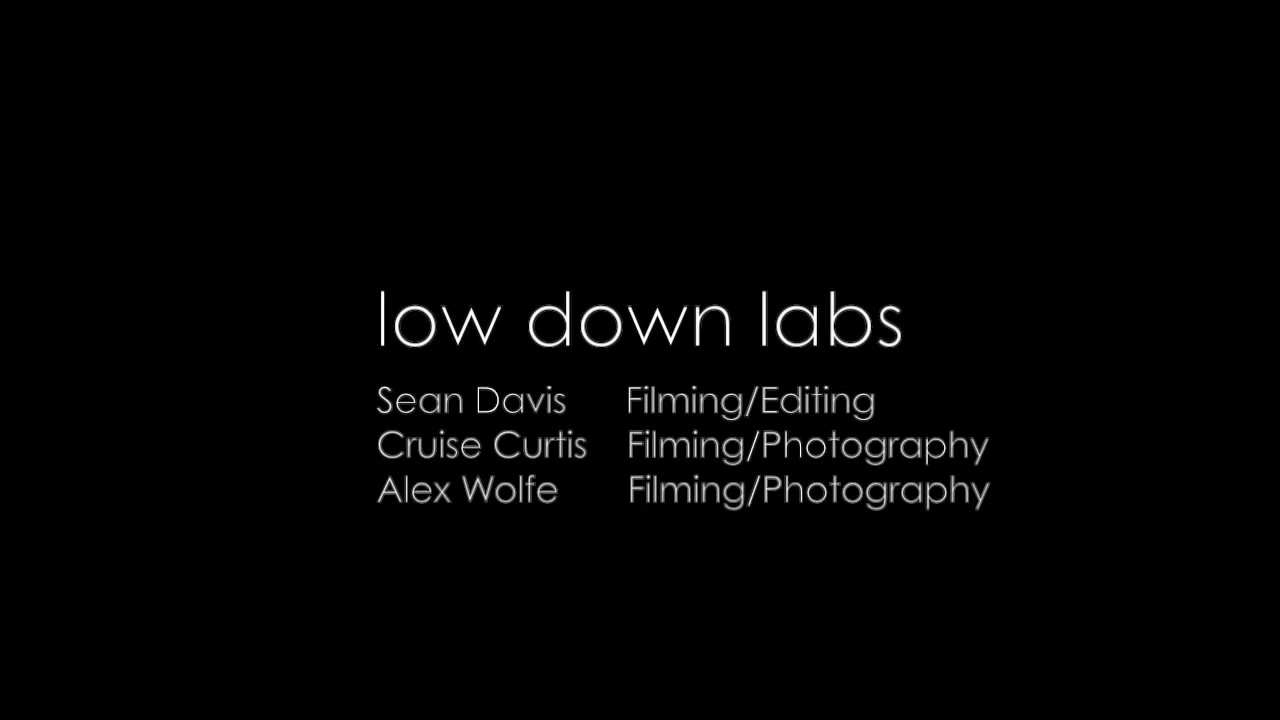 low down labs
Sean Davis Filming/Editing
Cruise Curtis Filming/Photography
Alex Wolfe Filming/Photography